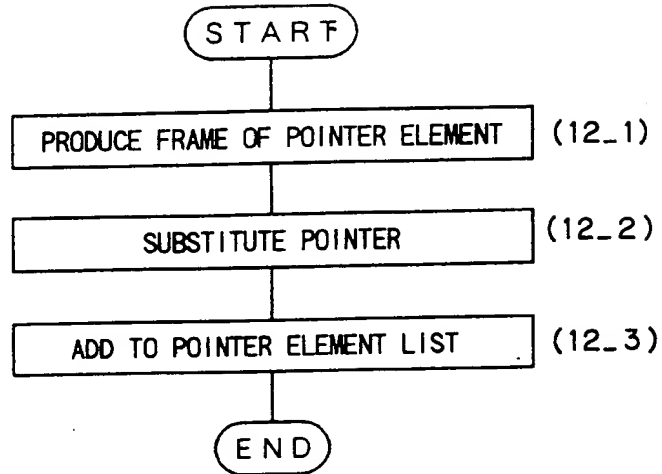 START
PRODUCE FRAME OF POINTER ELEMENT (12_1)
SUBSTITUTE POINTER (12_2)
ADD TO POINTER ELEMENT LIST (12_3)
END